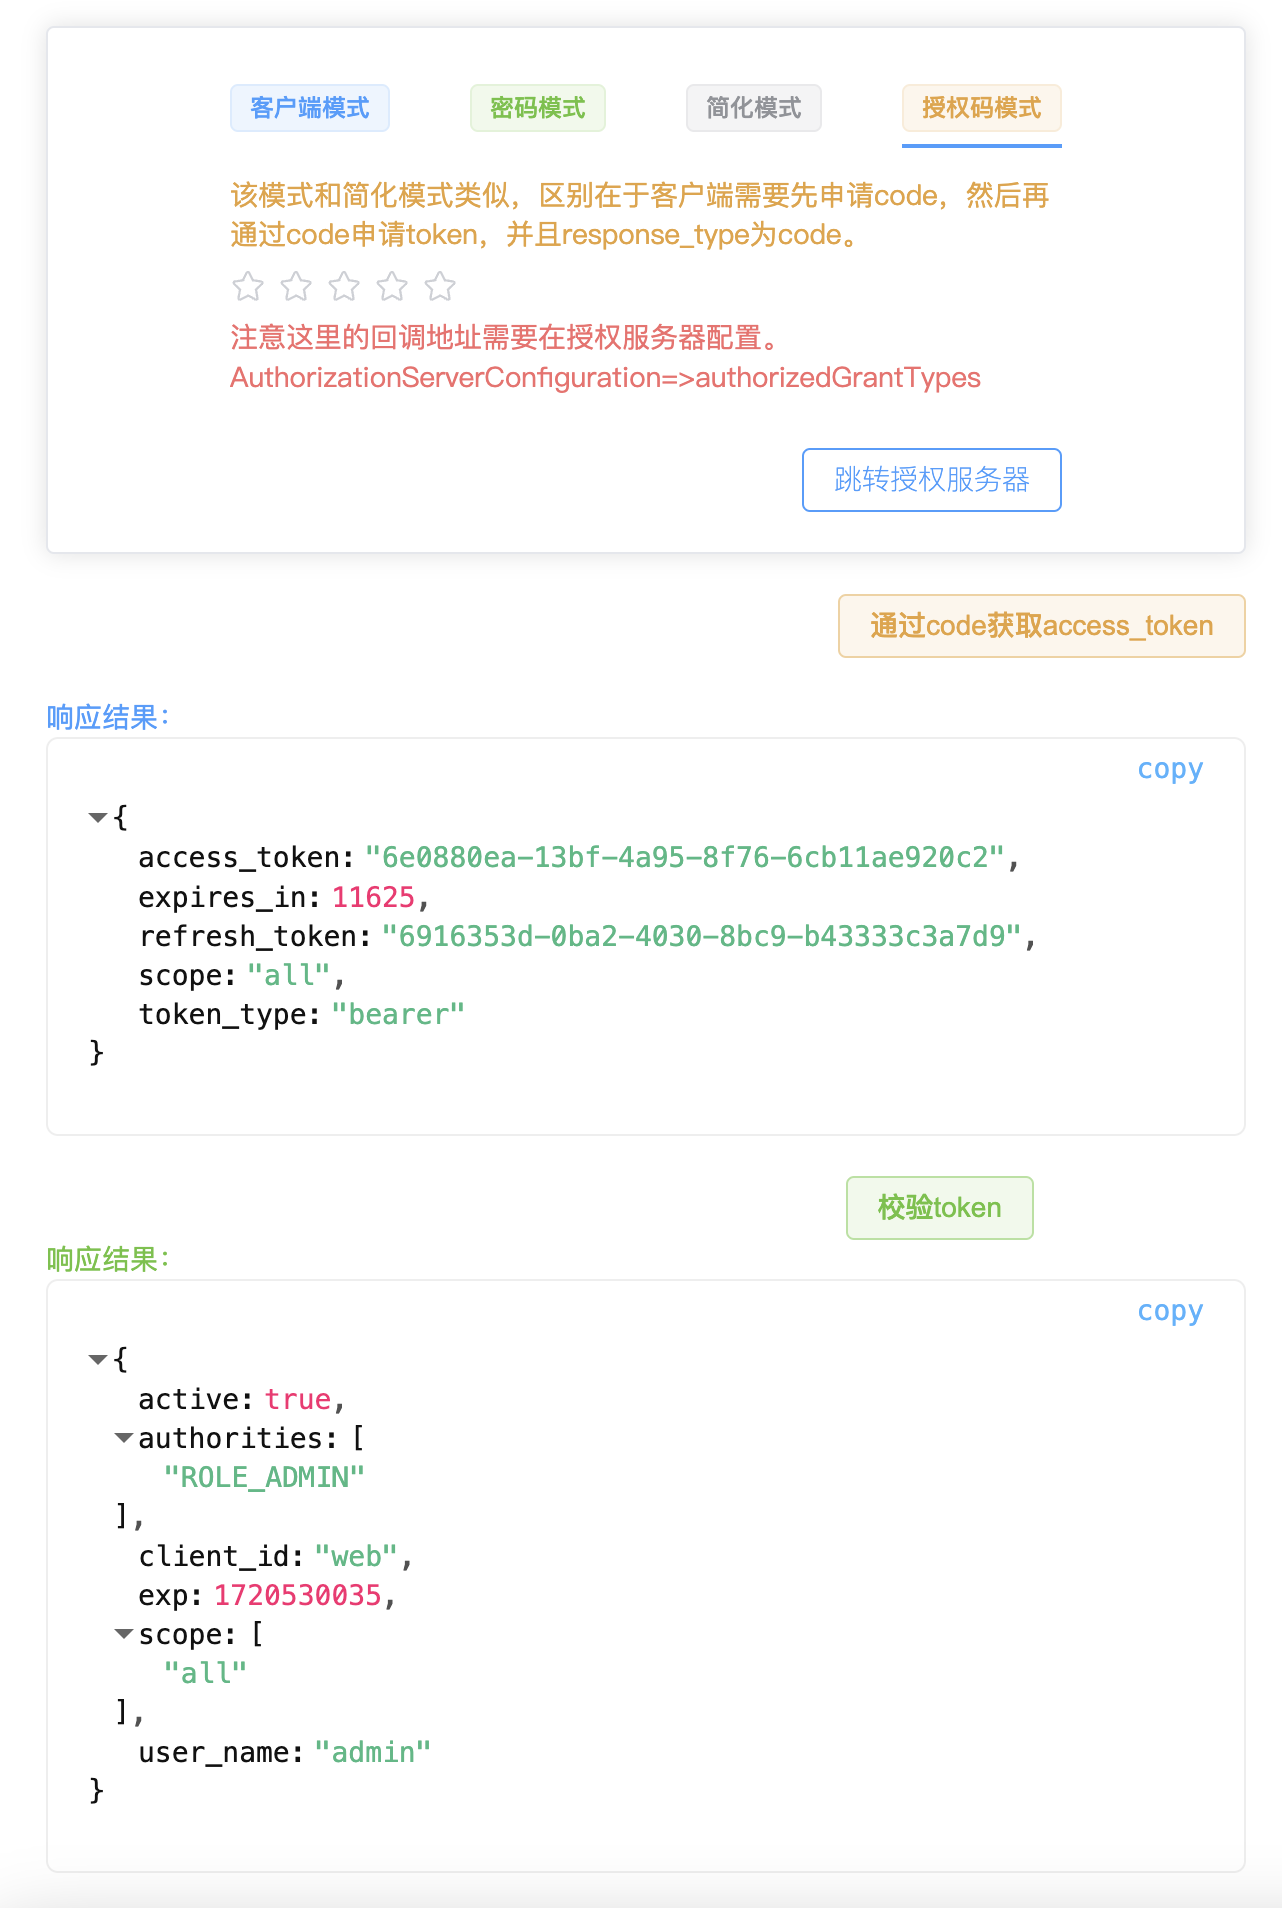 客户端模式 密码模式 简化模式 授权码模式
该模式和简化模式类似，区别在于客户端需要先申请code，然后再
通过code申请token，并且response_type为code。
注意这里的回调地址需要在授权服务器配置。
AuthorizationServerConfiguration=>authorizedGrantTypes
跳转授权服务器
通过code获取access_token
响应结果：
copy
{
access_token: "6e0880ea-13bf-4a95-8f76-6cb11ae920c2",
expires_in: 11625,
refresh_token: "6916353d-0ba2-4030-8bc9-b43333c3a7d9",
scope: "all",
token_type: "bearer"
}
校验token
响应结果：
copy
{
active: true,
authorities: [
"ROLE_ADMIN"
],
client_id: "web",
exp: 1720530035,
scope: [
"all"
],
user_name: "admin"
}